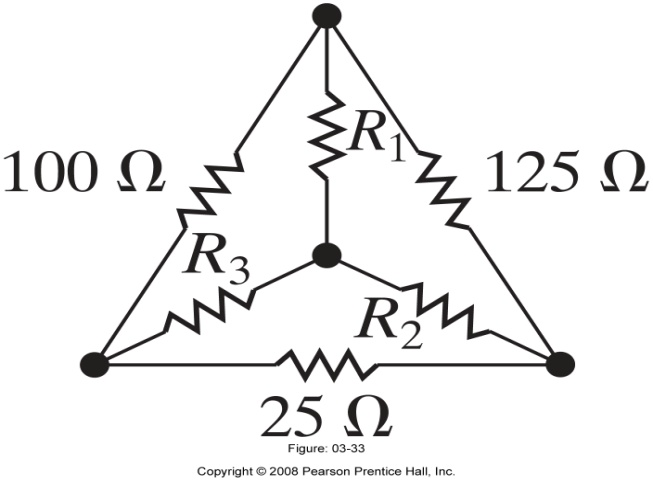 R₁
100 Ω
125 Ω
R₃
R₂
25 Ω
Figure: 03-33
Copyright © 2008 Pearson Prentice Hall, Inc.